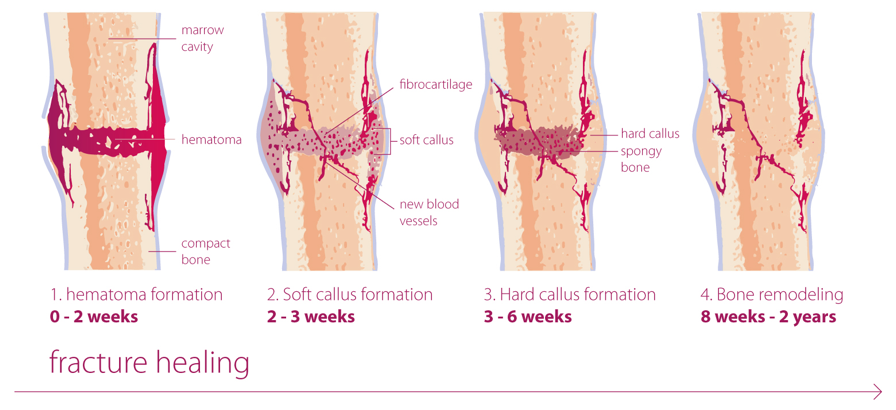 marrow
cavity
hematoma
compact
bone
fibrocartilage
soft callus
new blood
vessels
hard callus
spongy
bone
1. hematoma formation
0 - 2 weeks
2. Soft callus formation
2 - 3 weeks
3. Hard callus formation
3 - 6 weeks
4. Bone remodeling
8 weeks - 2 years
fracture healing